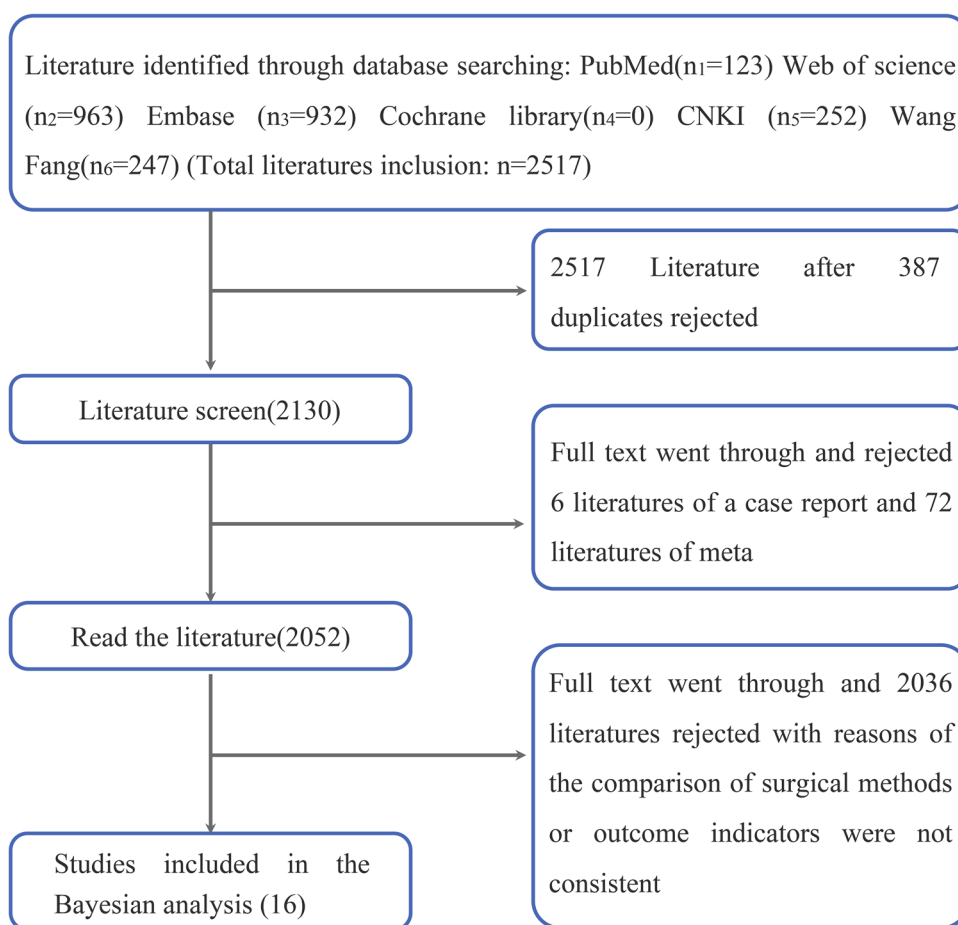 Literature identified through database searching: PubMed(n₁=123) Web of science
(n₂=963) Embase (n₃=932) Cochrane library(n₄=0) CNKI (n₅=252) Wang
Fang(n₆=247) (Total literatures inclusion: n=2517)
2517 Literature after 387
duplicates rejected
Literature screen(2130)
Full text went through and rejected
6 literatures of a case report and 72
literatures of meta
Read the literature(2052)
Full text went through and 2036
literatures rejected with reasons of
the comparison of surgical methods
or outcome indicators were not
consistent
Studies included in the
Bayesian analysis (16)